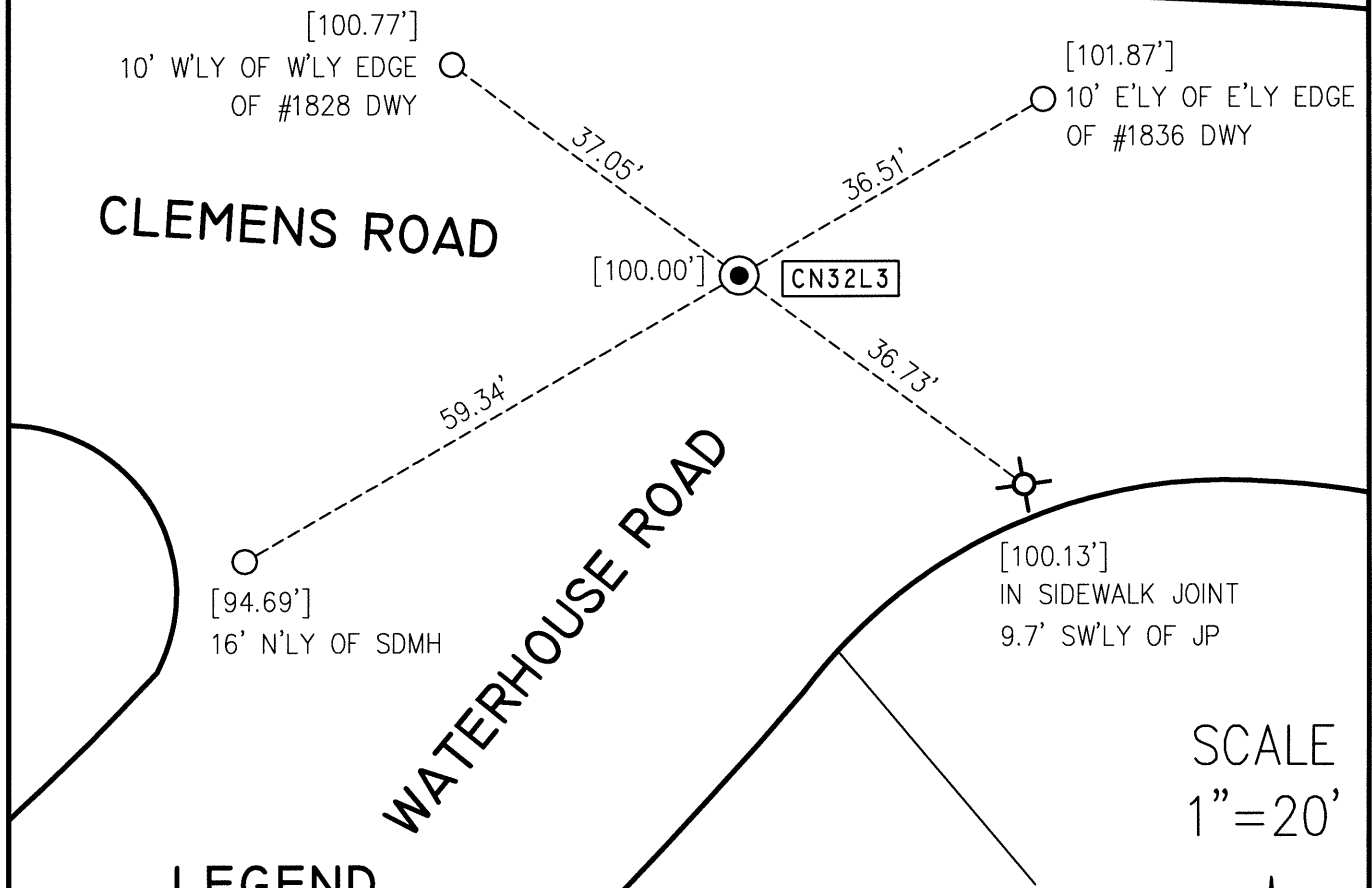 [100.77']
10' W'LY OF W'LY EDGE
OF #1828 DWY
[101.87']
10' E'LY OF E'LY EDGE
OF #1836 DWY
37.05'
36.51'
CLEMENS ROAD
[100.00']
CN32L3
59.34'
36.73'
WATERHOUSE ROAD
[94.69']
16' N'LY OF SDMH
[100.13']
IN SIDEWALK JOINT
9.7' SW'LY OF JP
SCALE
1"=20'
LEGEND